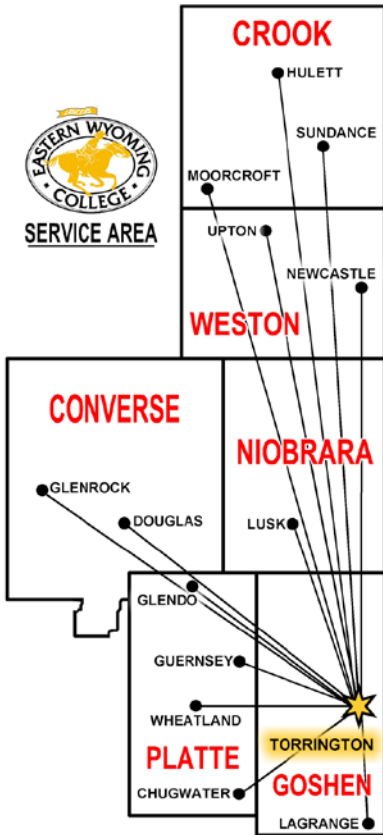 CROOK
HULETT
SUNDANCE
MOORCROFT
EASTERN WYOMING
COLLEGE
SERVICE AREA
UPTON
NEWCASTLE
WESTON
CONVERSE
NIOBRARA
GLENROCK
DOUGLAS
LUSK
GLENDO
GUERNSEY
WHEATLAND
TORRINGTON
PLATTE
GOSHEN
CHUGWATER
LAGRANGE